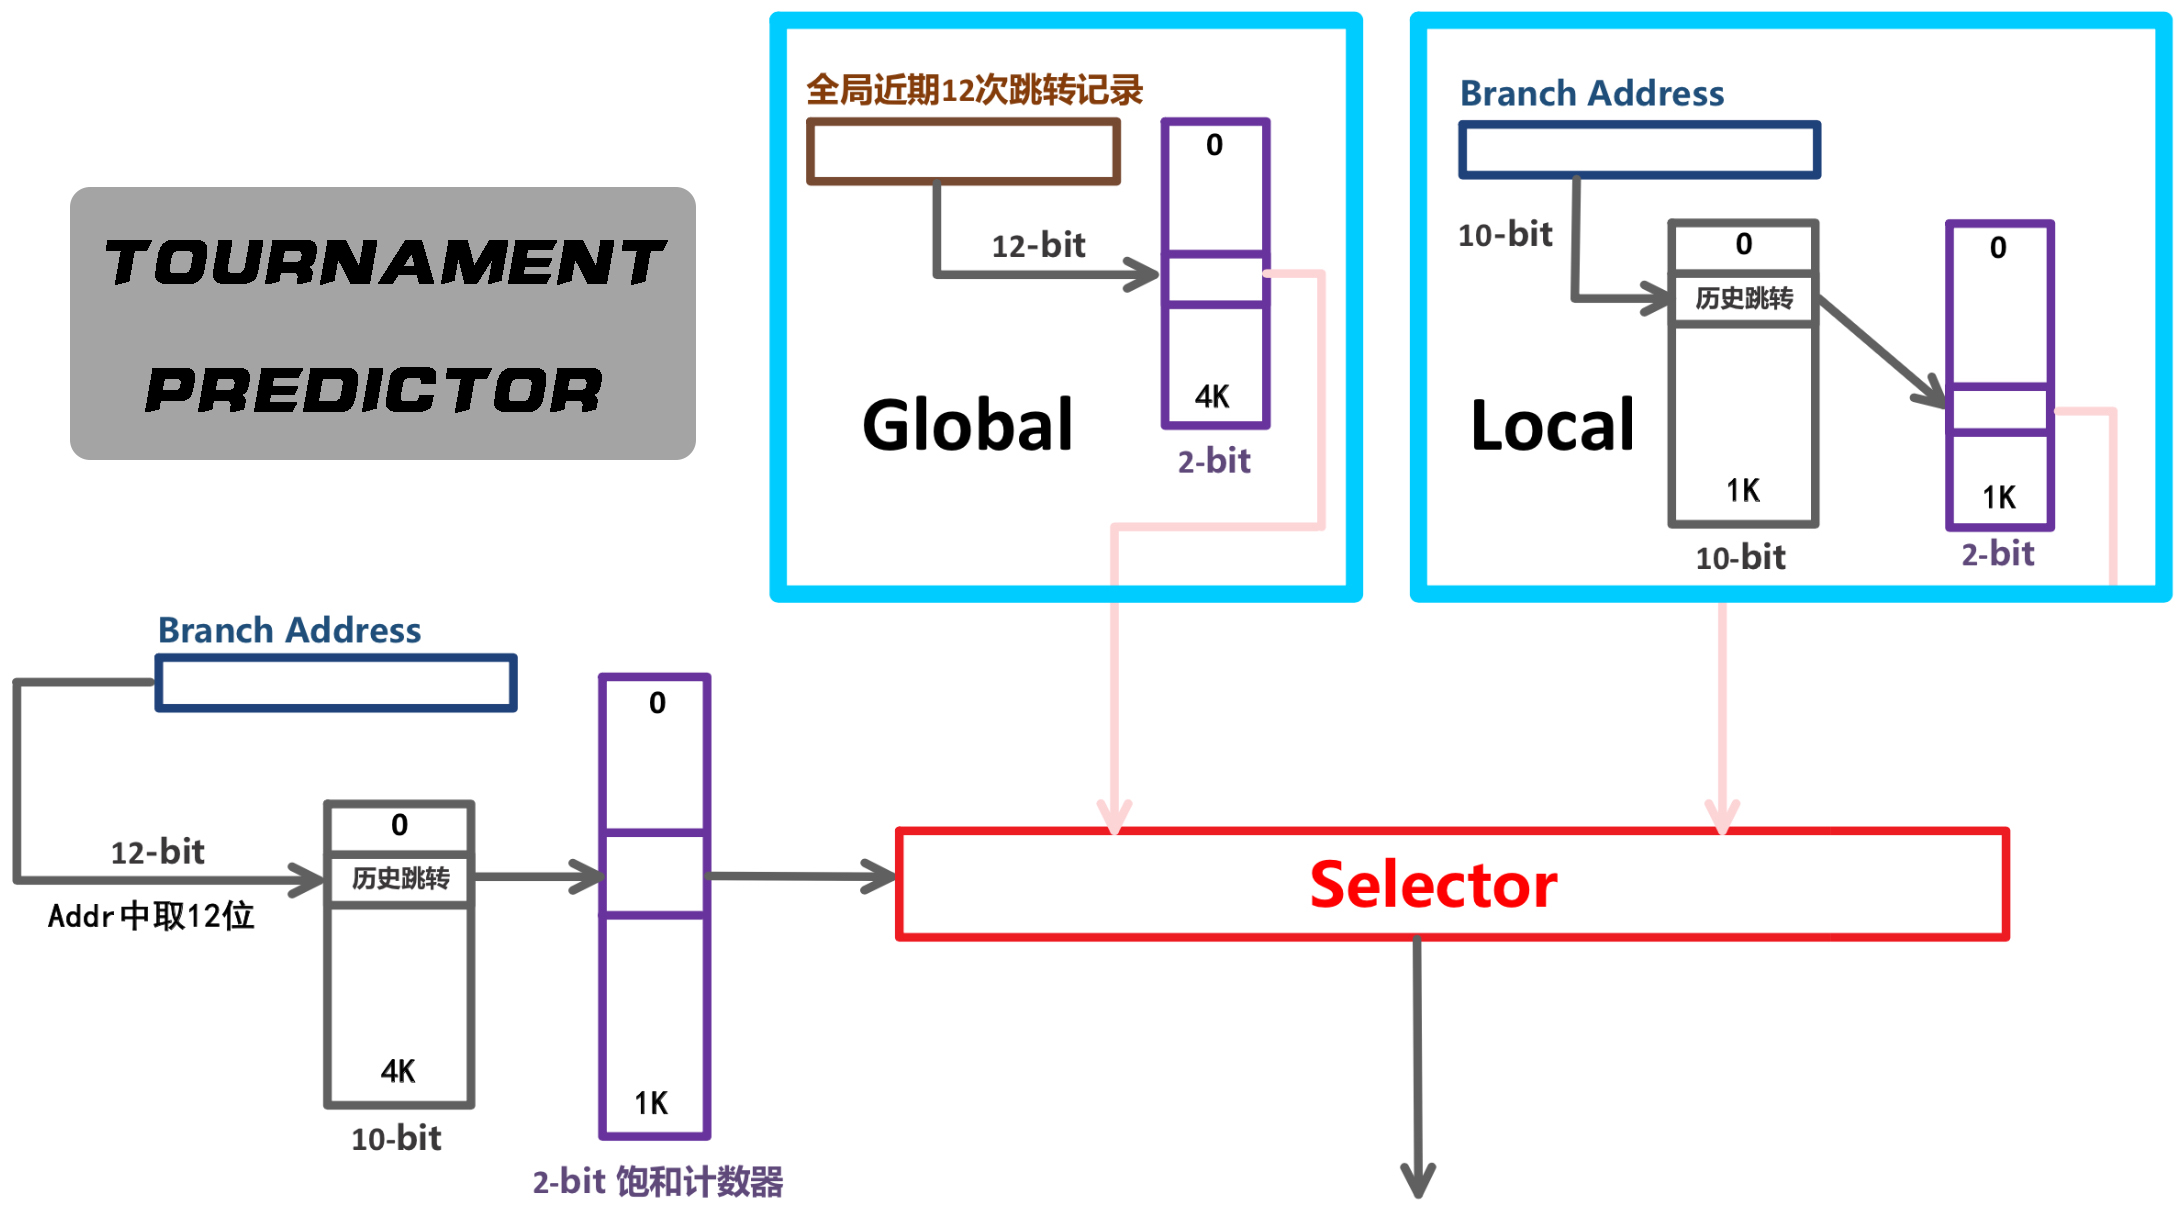 TOURNAMENT
PREDICTOR
全局近期12次跳转记录
12-bit
0
4K
2-bit
Global
Branch Address
10-bit
0
历史跳转
1K
10-bit
0
1K
2-bit
Local
Branch Address
12-bit
Addr中取12位
0
历史跳转
4K
10-bit
0
1K
2-bit 饱和计数器
Selector